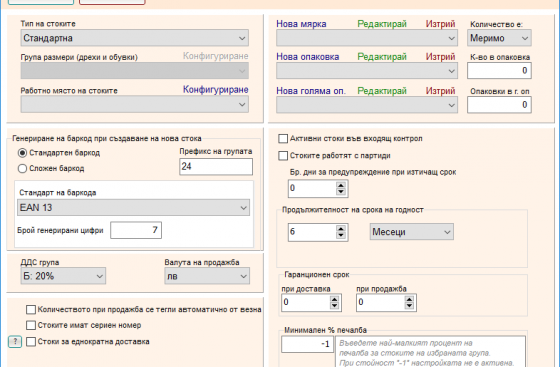 Тип на стоките
Стандартна
Група размери (дрехи и обувки) Конфигуриране
Работно място на стоките Конфигуриране
Нова мярка Редактирай Изтрий Количество е:
Меримо
Нова опаковка Редактирай Изтрий К-во в опаковка
0
Нова голяма оп. Редактирай Изтрий Опаковки в г. оп
0
Генериране на баркод при създаване на нова стока
Стандартен баркод Префикс на групата
Сложен баркод 24
Стандарт на баркода
EAN 13
Брой генерирани цифри 7
ДДС група Валута на продажба
Б: 20% лв
Количеството при продажба се тегли автоматично от везна
Стоките имат сериен номер
? Стоки за еднократна доставка
Активни стоки във входящ контрол
Стоките работят с партиди
Бр. дни за предупреждение при изтичащ срок
0
Продължителност на срока на годност
6 Месеци
Гаранционен срок
при доставка при продажба
0 0
Минимален % печалба
-1 Въведете най-малкият процент на
печалба за стоките на избраната група.
При стойност "-1" настройката не е активна.